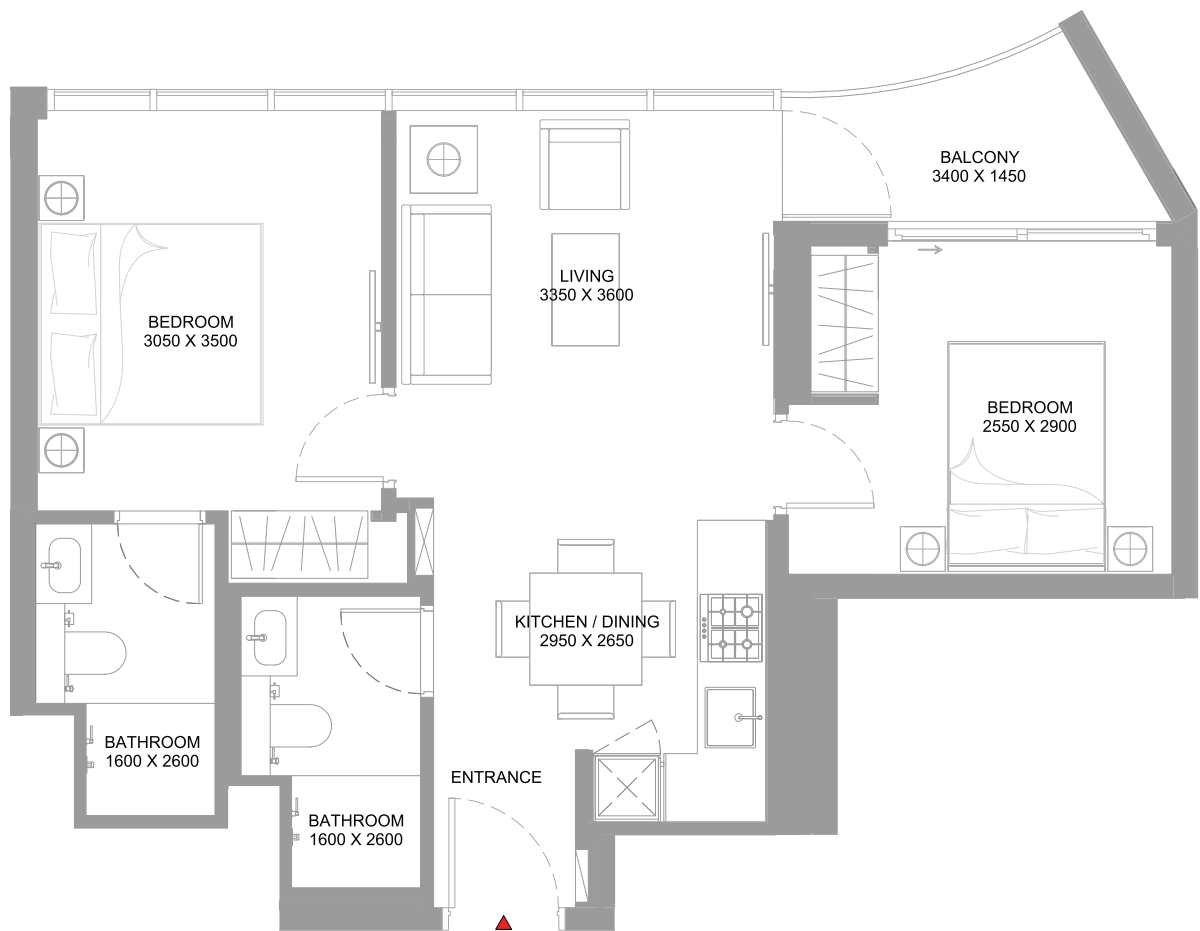 BALCONY
3400 X 1450
LIVING
3350 X 3600
BEDROOM
3050 X 3500
BEDROOM
2550 X 2900
KITCHEN / DINING
2950 X 2650
BATHROOM
1600 X 2600
ENTRANCE
BATHROOM
1600 X 2600